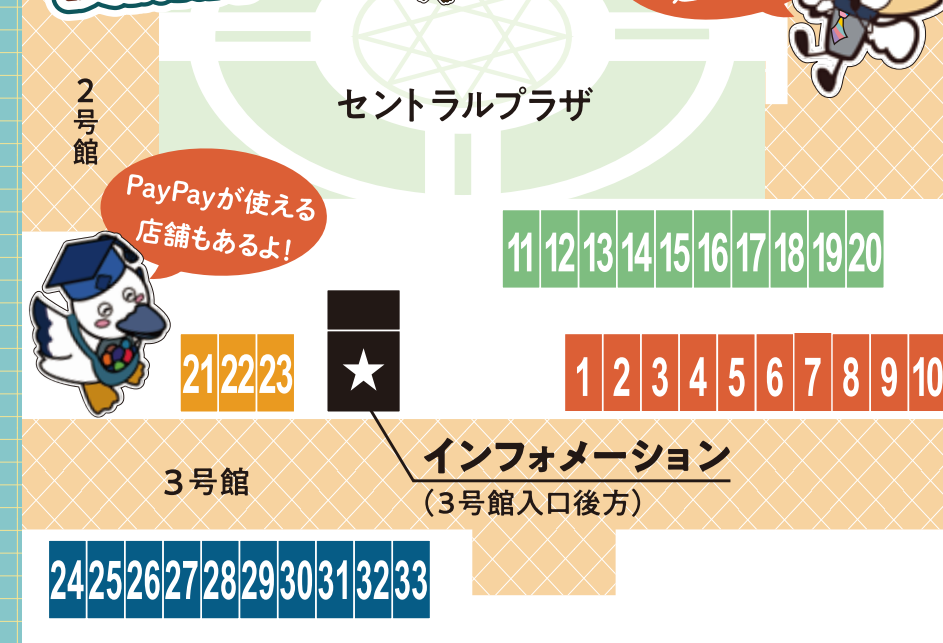 セントラルプラザ
2号館
PayPayが使える
店舗もあるよ!
11 12 13 14 15 16 17 18 19 20
21 22 23
★
1 2 3 4 5 6 7 8 9 10
インフォメーション
(3号館入口後方)
3号館
24 25 26 27 28 29 30 31 32 33